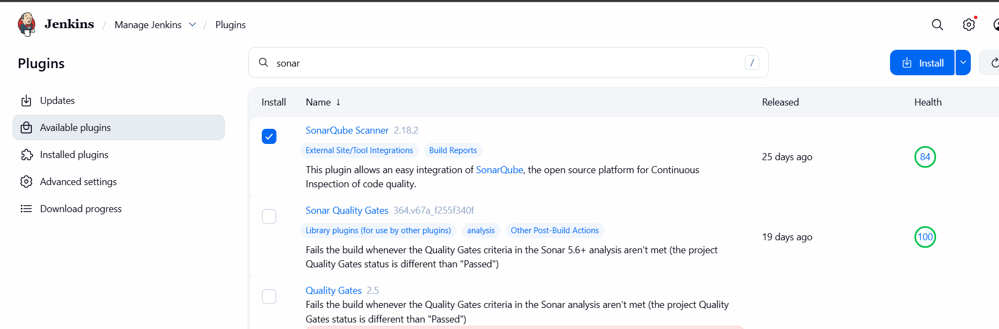 Jenkins / Manage Jenkins / Plugins
Plugins
sonar /
Install
Updates
Available plugins
Installed plugins
Advanced settings
Download progress
Install Name ↓ Released Health
SonarQube Scanner 2.18.2
External Site/Tool Integrations Build Reports
This plugin allows an easy integration of SonarQube, the open source platform for Continuous
Inspection of code quality.
25 days ago
84
Sonar Quality Gates 364.v67a_f255f340f
Library plugins (for use by other plugins) analysis Other Post-Build Actions
Fails the build whenever the Quality Gates criteria in the Sonar 5.6+ analysis aren't met (the project
Quality Gates status is different than "Passed")
19 days ago
100
Quality Gates 2.5
Fails the build whenever the Quality Gates criteria in the Sonar analysis aren't met (the project Quality
Gates status is different than "Passed")